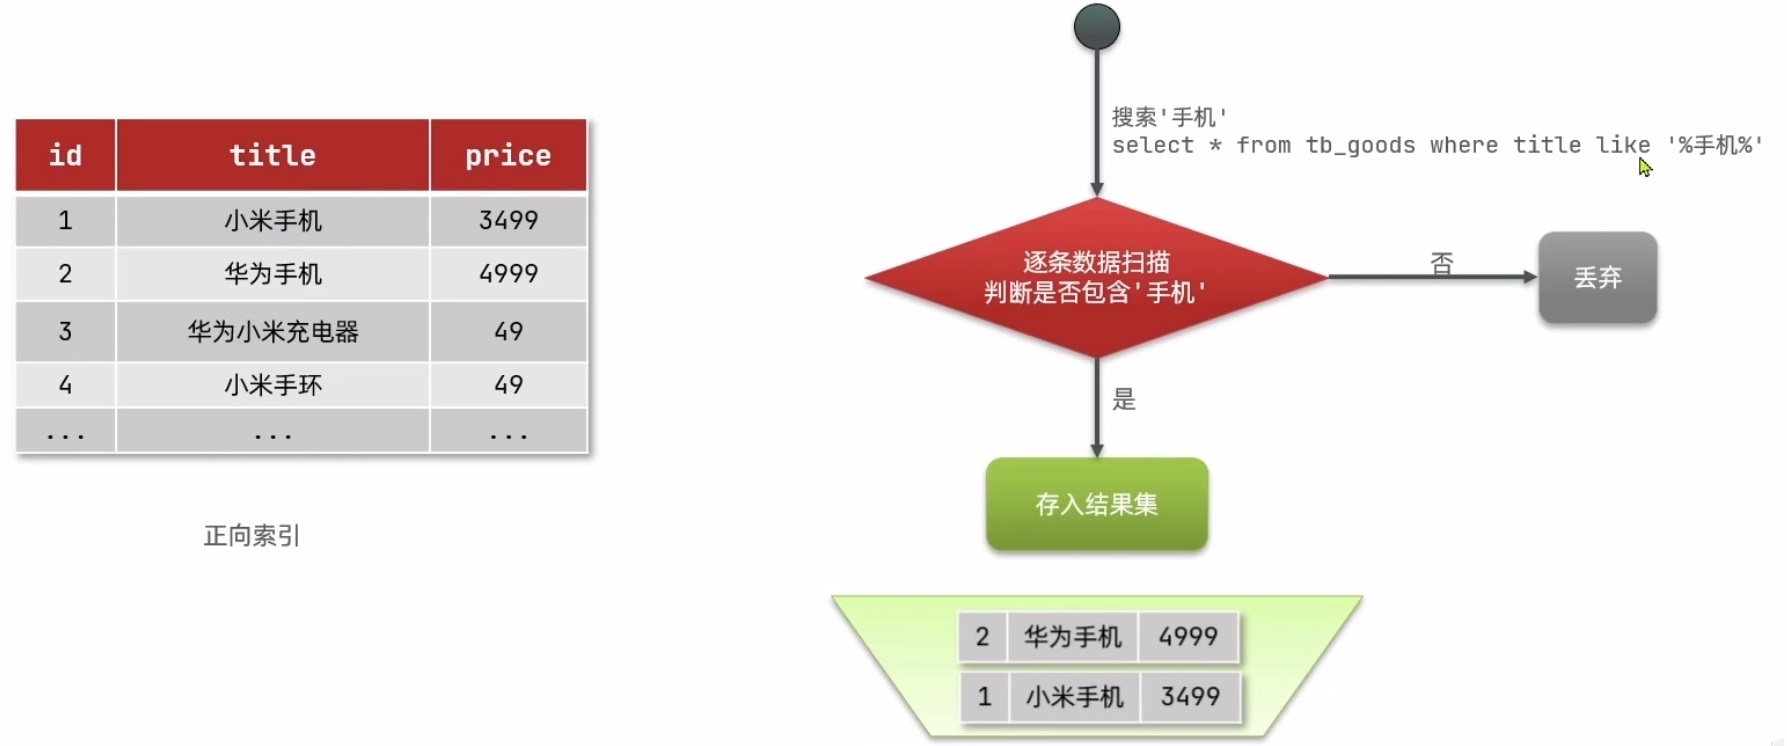 id title price
1 小米手机 3499
2 华为手机 4999
3 华为小米充电器 49
4 小米手环 49
... ... ...
正向索引
搜索'手机'
select * from tb_goods where title like '%手机%'
逐条数据扫描
判断是否包含'手机'
否
丢弃
是
存入结果集
2 华为手机 4999
1 小米手机 3499